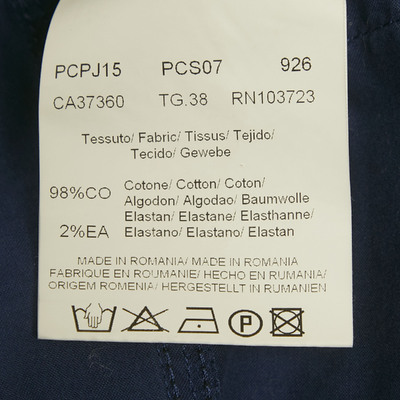 PCPJ15 PCS07 926
CA37360 TG.38 RN103723
Tessuto/ Fabric/ Tissus/ Tejido/
Tecido/ Gewebe
98%CO Cotone/ Cotton/ Coton/
Algodon/ Algodao/ Baumwolle
Elastan/ Elastane/ Elasthanne/
2%EA Elastano/ Elastano/ Elastan
MADE IN ROMANIA/ MADE IN ROMANIA
FABRIQUE EN ROUMANIE/ HECHO EN RUMANIA/
ORIGEM ROMENIA/ HERGESTELLT IN RUMANIEN
P